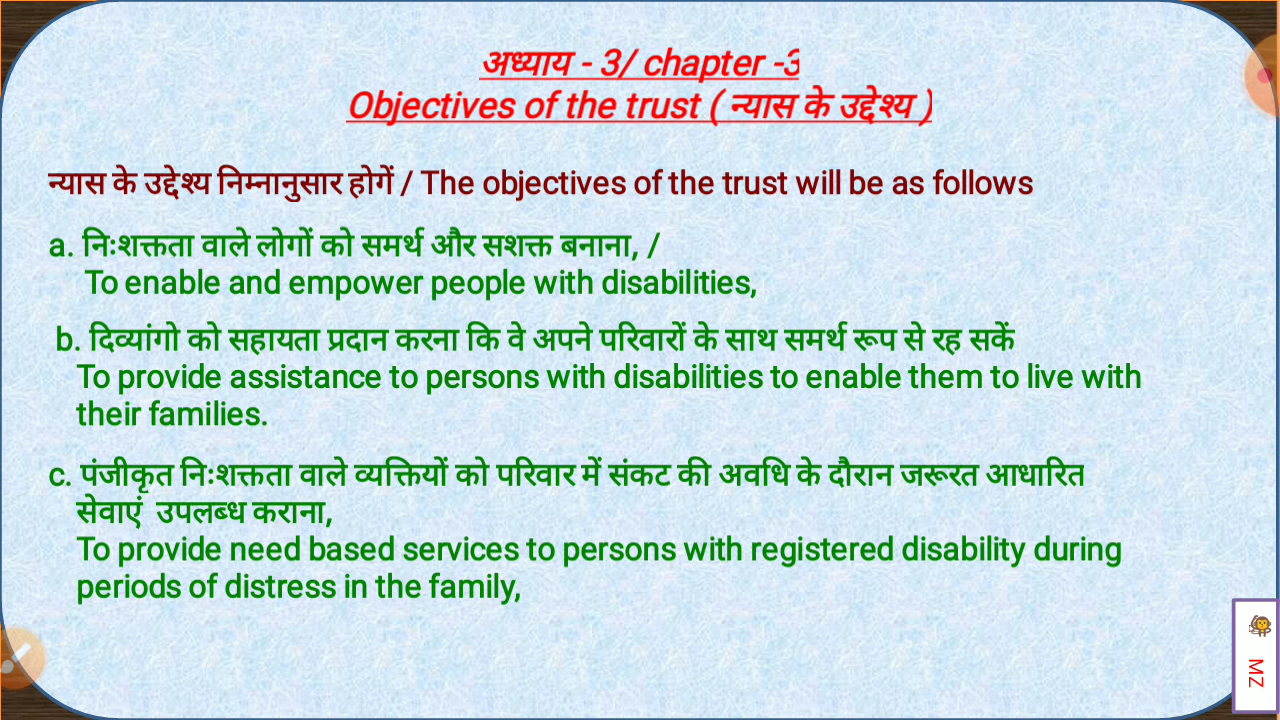 अध्याय - 3/ chapter -3
Objectives of the trust ( न्यास के उद्देश्य )
न्यास के उद्देश्य निम्नानुसार होगें / The objectives of the trust will be as follows
a. निःशक्तता वाले लोगों को समर्थ और सशक्त बनाना, /
To enable and empower people with disabilities,
b. दिव्यांगो को सहायता प्रदान करना कि वे अपने परिवारों के साथ समर्थ रूप से रह सकें
To provide assistance to persons with disabilities to enable them to live with
their families.
c. पंजीकृत निःशक्तता वाले व्यक्तियों को परिवार में संकट की अवधि के दौरान जरूरत आधारित
सेवाएं उपलब्ध कराना,
To provide need based services to persons with registered disability during
periods of distress in the family,
MZ